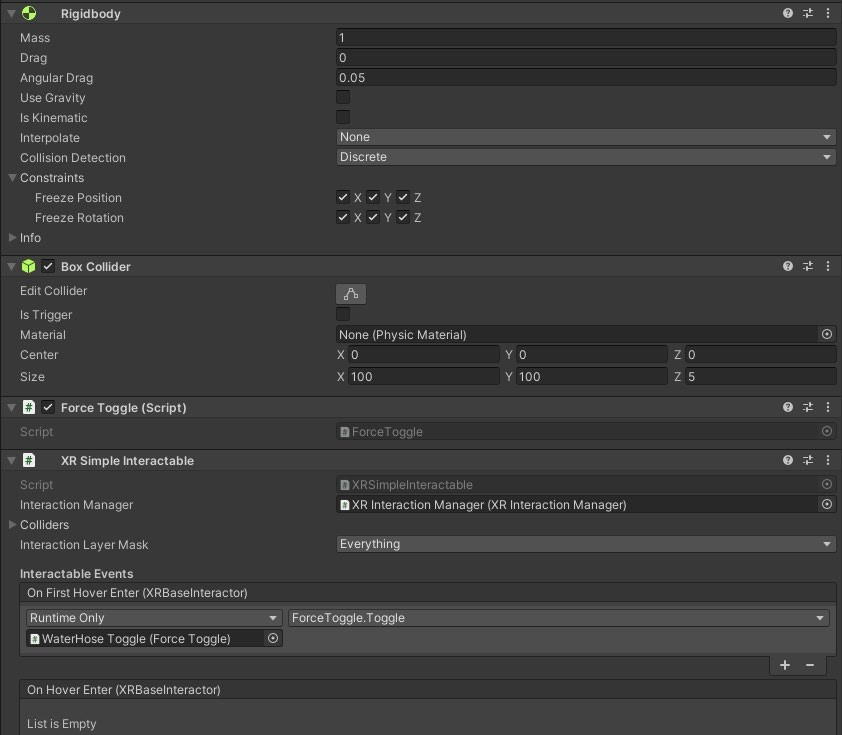 Rigidbody
Mass 1
Drag 0
Angular Drag 0.05
Use Gravity
Is Kinematic
Interpolate None
Collision Detection Discrete
Constraints
Freeze Position X Y Z
Freeze Rotation X Y Z
Info
Box Collider
Edit Collider
Is Trigger
Material None (Physic Material)
Center X 0 Y 0 Z 0
Size X 100 Y 100 Z 5
# Force Toggle (Script)
Script # ForceToggle
# XR Simple Interactable
Script # XRSimpleInteractable
Interaction Manager # XR Interaction Manager (XR Interaction Manager)
Colliders
Interaction Layer Mask Everything
Interactable Events
On First Hover Enter (XRBaseInteractor)
Runtime Only ForceToggle.Toggle
# WaterHose Toggle (Force Toggle)
+ −
On Hover Enter (XRBaseInteractor)
List is Empty